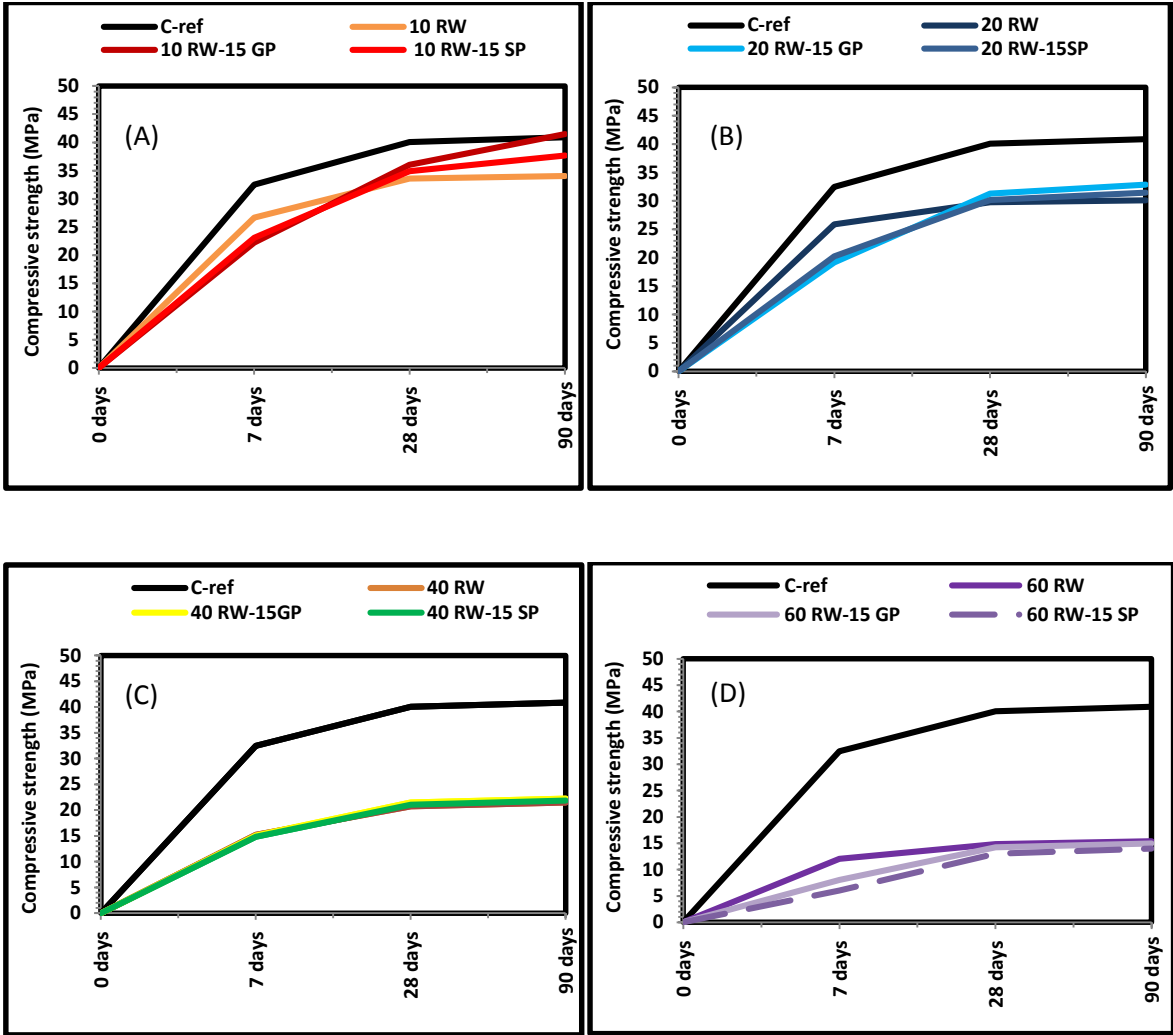 C-ref 10 RW
10 RW-15 GP 10 RW-15 SP
Compressive strength (MPa)
50
45
40
35
30
25
20
15
10
5
0
(A)
0 days 7 days 28 days 90 days
C-ref 20 RW
20 RW-15 GP 20 RW-15SP
Compressive strength (MPa)
50
45
40
35
30
25
20
15
10
5
0
(B)
0 days 7 days 28 days 90 days
C-ref 40 RW
40 RW-15GP 40 RW-15 SP
Compressive strength (MPa)
50
45
40
35
30
25
20
15
10
5
0
(C)
0 days 7 days 28 days 90 days
C-ref 60 RW
60 RW-15 GP 60 RW-15 SP
Compressive strength (MPa)
50
45
40
35
30
25
20
15
10
5
0
(D)
0 days 7 days 28 days 90 days